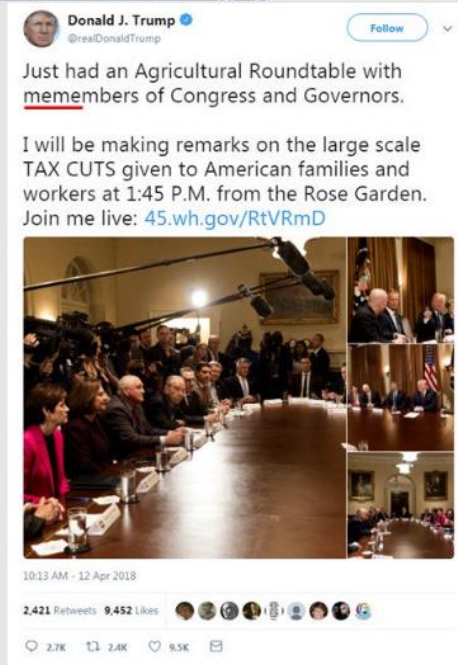 Donald J. Trump
@realDonaldTrump
Follow
Just had an Agricultural Roundtable with
memembers of Congress and Governors.
I will be making remarks on the large scale
TAX CUTS given to American families and
workers at 1:45 P.M. from the Rose Garden.
Join me live: 45.wh.gov/RtVRmD
10:13 AM - 12 Apr 2018
2,421 Retweets 9,452 Likes
2.7K 2.4K 9.5K